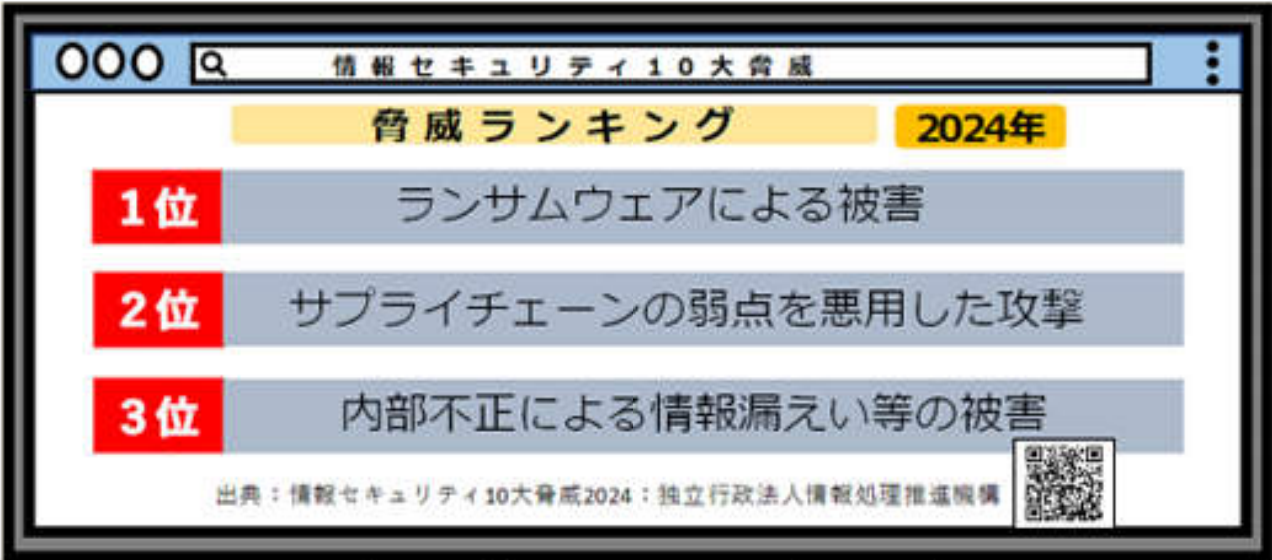 情報セキュリティ10大脅威
脅威ランキング 2024年
1位 ランサムウェアによる被害
2位 サプライチェーンの弱点を悪用した攻撃
3位 内部不正による情報漏えい等の被害
出典：情報セキュリティ10大脅威2024：独立行政法人情報処理推進機構